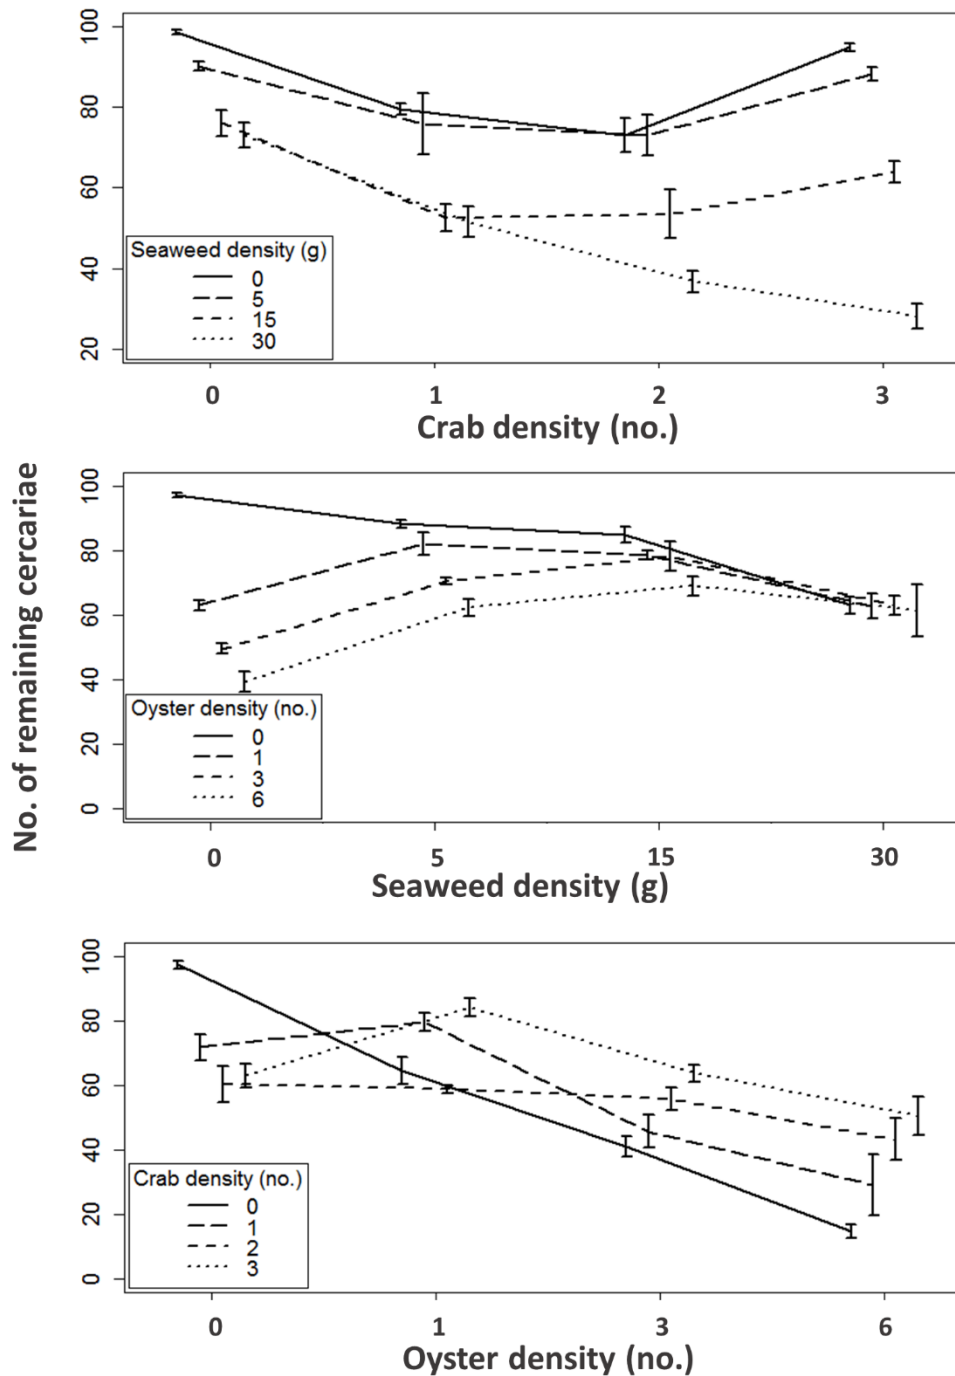 100
80
60
40
20
Seaweed density (g)
0
5
15
30
0 1 2 3
Crab density (no.)
No. of remaining cercariae
100
80
60
40
20
0
Oyster density (no.)
0
1
3
6
0 5 15 30
Seaweed density (g)
100
80
60
40
20
0
Crab density (no.)
0
1
2
3
0 1 3 6
Oyster density (no.)